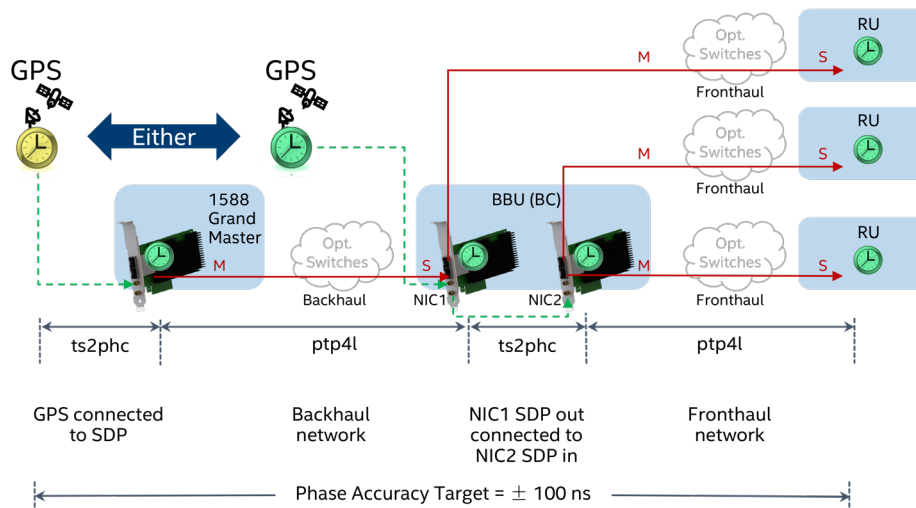 RU
Opt.
Switches
M
S
Fronthaul
GPS
GPS
Either
RU
Opt.
Switches
M
S
Fronthaul
1588
Grand
Master
BBU (BC)
RU
Opt.
Switches
Opt.
Switches
M
S
M
S
Backhaul
NIC1
NIC2
Fronthaul
ts2phc
ptp4l
ts2phc
ptp4l
GPS connected
to SDP
Backhaul
network
NIC1 SDP out
connected to
NIC2 SDP in
Fronthaul
network
Phase Accuracy Target = ± 100 ns